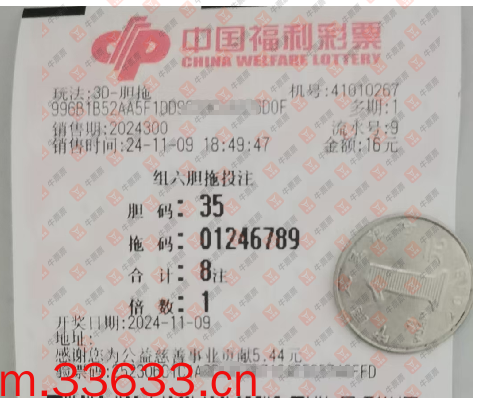 中国福利彩票
CHINA WELFARE LOTTERY
玩法:3D-胆拖 机号:41010267
多期:1
销售期:2024300 流水号:9
销售时间:24-11-09 18:49:47 金额:16元
组六胆拖投注
胆 码: 35
拖 码: 01246789
合 计: 8注
倍 数: 1
开奖日期:2024-11-09
地址:
感谢您为公益慈善事业贡献5.44元
m.33633.cn
1